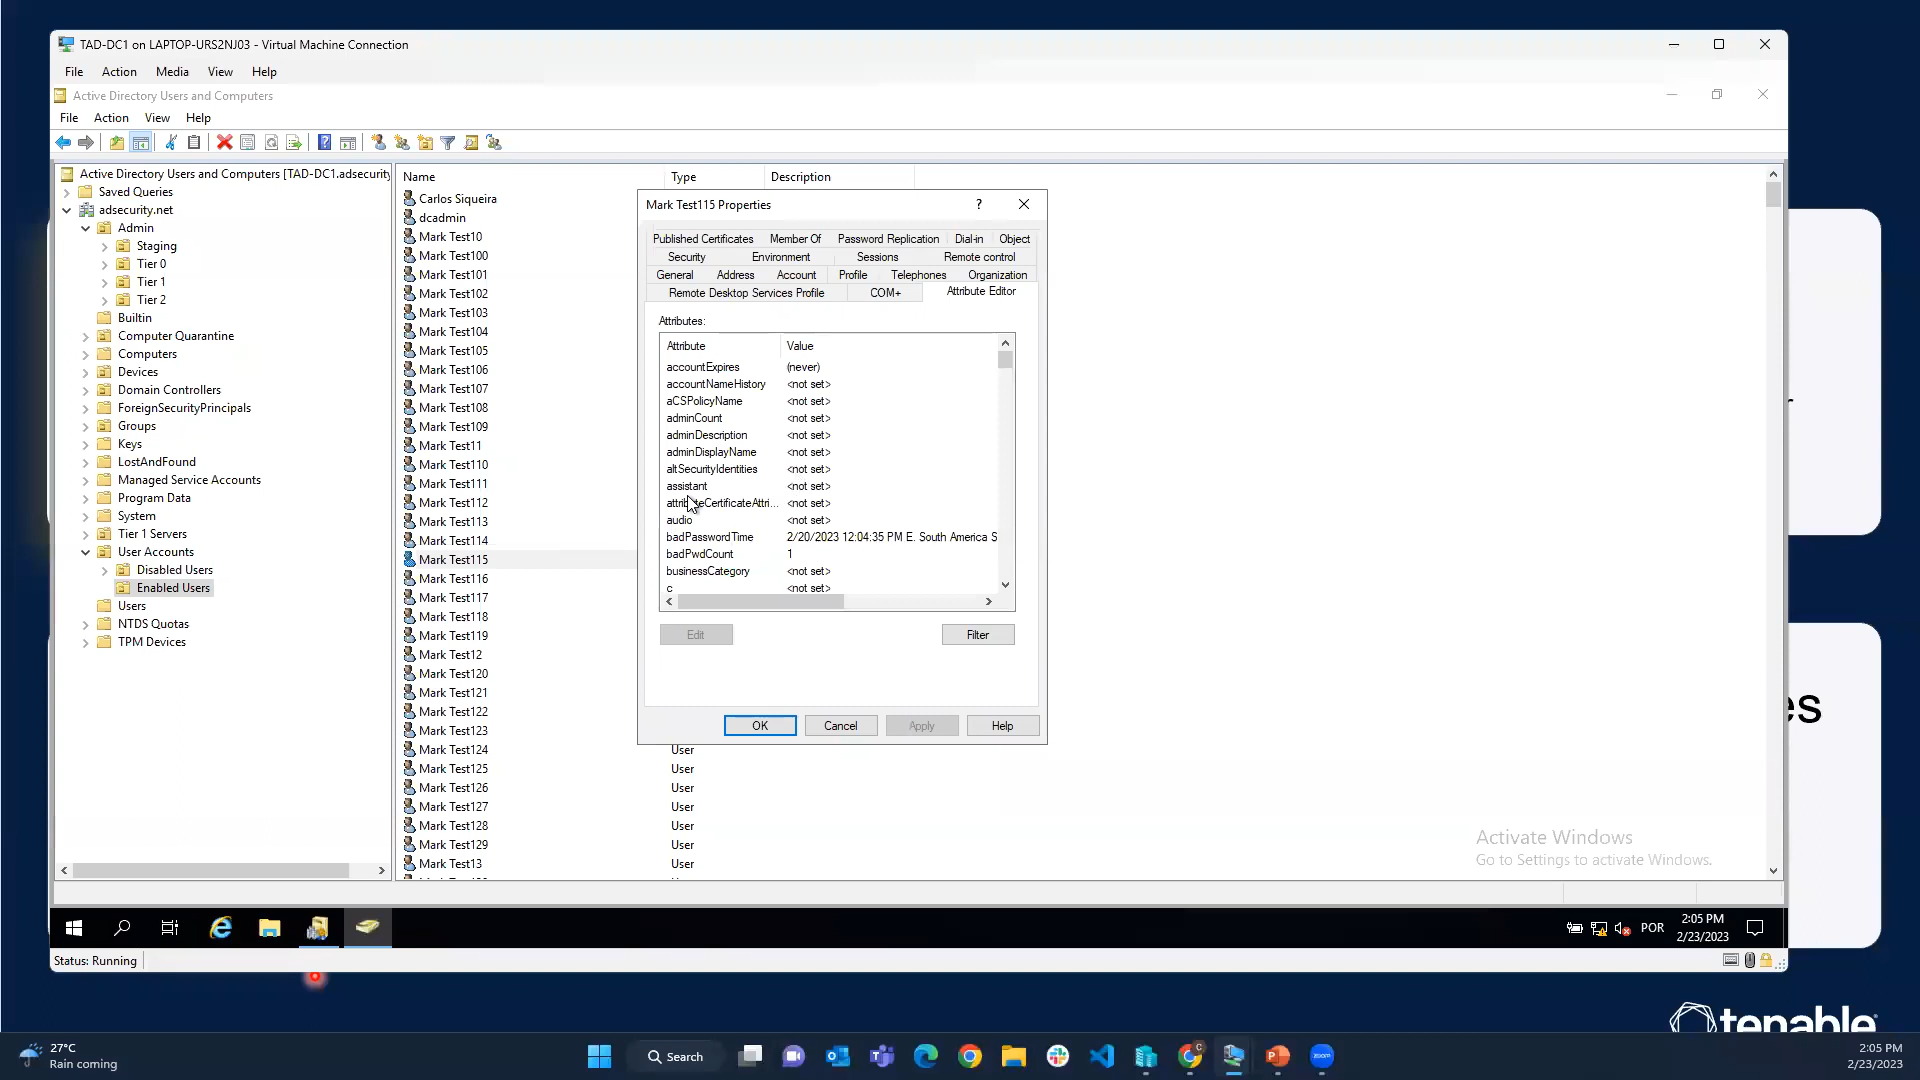 TAD-DC1 on LAPTOP-URS2NJ03 - Virtual Machine Connection
File Action Media View Help
Active Directory Users and Computers
File Action View Help
Active Directory Users and Computers [TAD-DC1.adsecurity
Saved Queries
adsecurity.net
Admin
Staging
Tier 0
Tier 1
Tier 2
Builtin
Computer Quarantine
Computers
Devices
Domain Controllers
ForeignSecurityPrincipals
Groups
Keys
LostAndFound
Managed Service Accounts
Program Data
System
Tier 1 Servers
User Accounts
Disabled Users
Enabled Users
Users
NTDS Quotas
TPM Devices
Name Type Description
Carlos Siqueira
dcadmin
Mark Test10
Mark Test100
Mark Test101
Mark Test102
Mark Test103
Mark Test104
Mark Test105
Mark Test106
Mark Test107
Mark Test108
Mark Test109
Mark Test11
Mark Test110
Mark Test111
Mark Test112
Mark Test113
Mark Test114
Mark Test115
Mark Test116
Mark Test117
Mark Test118
Mark Test119
Mark Test12
Mark Test120
Mark Test121
Mark Test122
Mark Test123
Mark Test124 User
Mark Test125 User
Mark Test126 User
Mark Test127 User
Mark Test128 User
Mark Test129 User
Mark Test13 User
Mark Test115 Properties
Published Certificates Member Of Password Replication Dial-in Object
Security Environment Sessions Remote control
General Address Account Profile Telephones Organization
Remote Desktop Services Profile COM+ Attribute Editor
Attributes:
Attribute Value
accountExpires (never)
accountNameHistory <not set>
aCSPolicyName <not set>
adminCount <not set>
adminDescription <not set>
adminDisplayName <not set>
altSecurityIdentities <not set>
assistant <not set>
attributeCertificateAttri... <not set>
audio <not set>
badPasswordTime 2/20/2023 12:04:35 PM E. South America S
badPwdCount 1
businessCategory <not set>
c <not set>
Edit Filter
OK Cancel Apply Help
Activate Windows
Go to Settings to activate Windows.
POR
2:05 PM
2/23/2023
Status: Running
es
tenable
27°C
Rain coming
Search
2:05 PM
2/23/2023